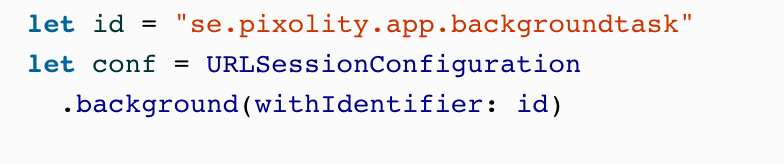 let id = "se.pixolity.app.backgroundtask"
let conf = URLSessionConfiguration
.background(withIdentifier: id)